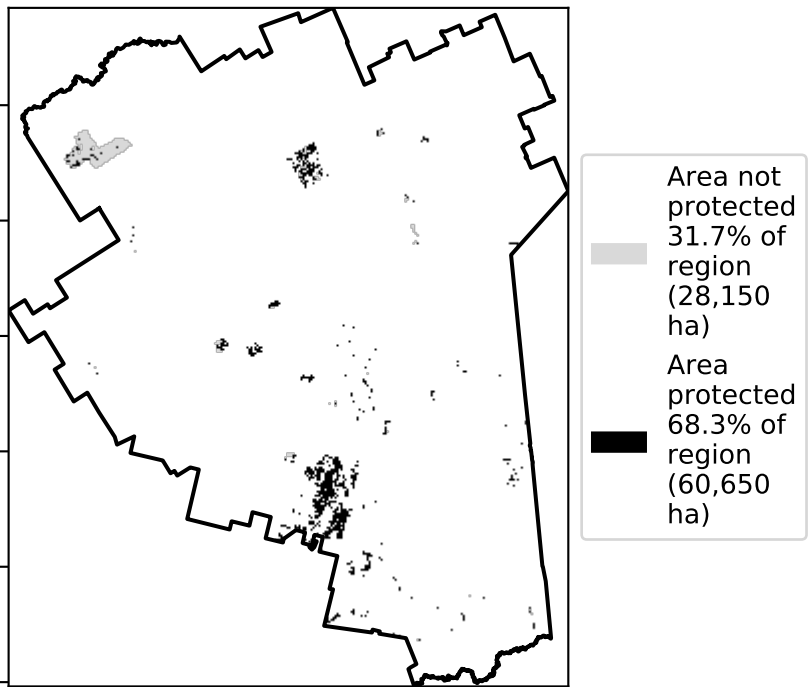 Area not
protected
31.7% of
region
(28,150
ha)
Area
protected
68.3% of
region
(60,650
ha)